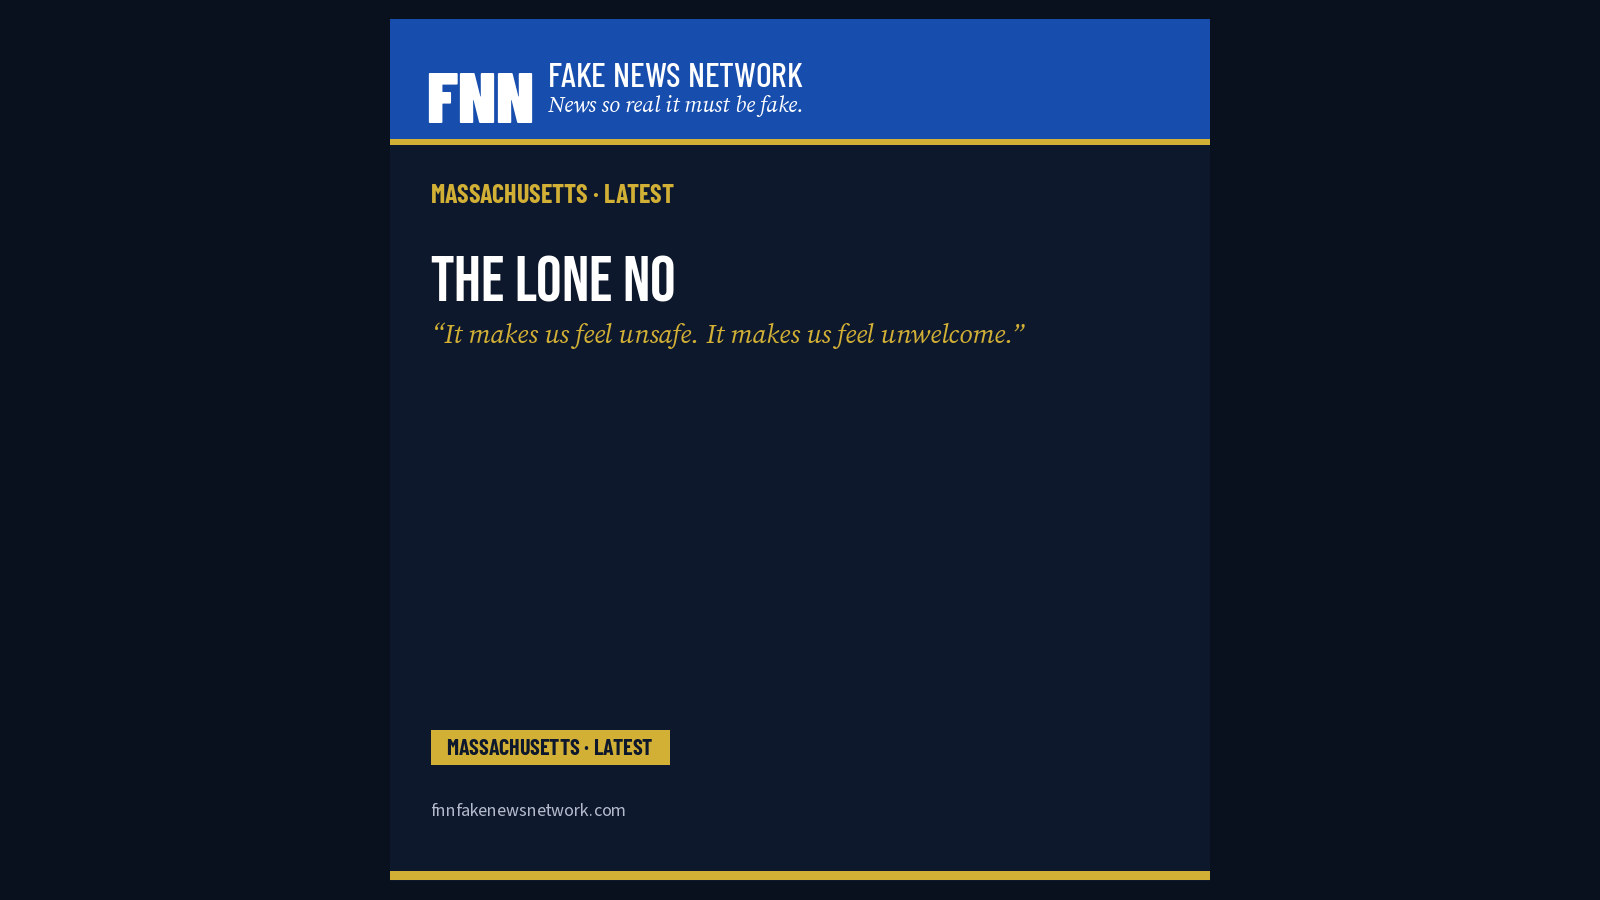 FNN
FAKE NEWS NETWORK
News so real it must be fake.
MASSACHUSETTS · LATEST
THE LONE NO
“It makes us feel unsafe. It makes us feel unwelcome.”
MASSACHUSETTS · LATEST
fnnfakenewsnetwork.com